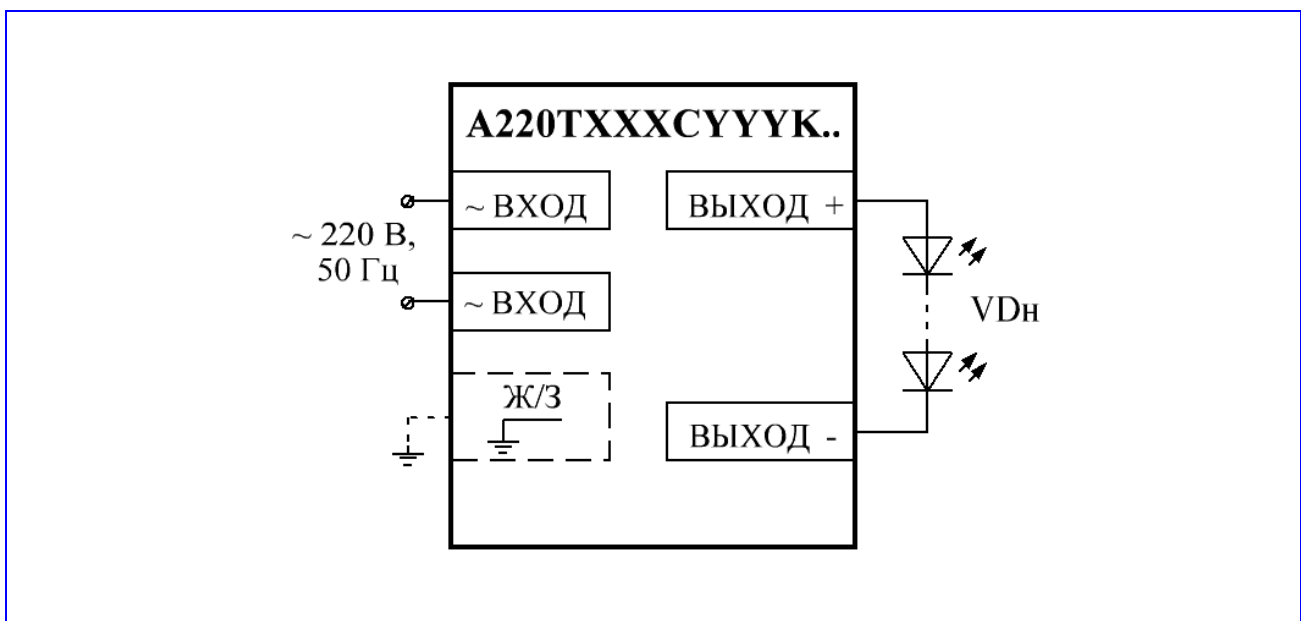 A220TXXXCYYYK..
~ ВХОД
ВЫХОД +
~ 220 В,
50 Гц
~ ВХОД
VDн
Ж/З
ВЫХОД -